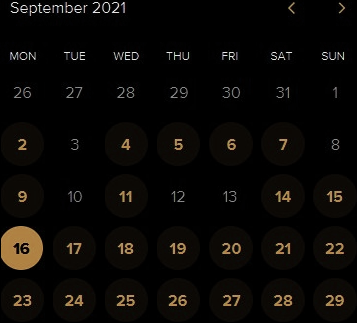 September 2021
MON TUE WED THU FRI SAT SUN
26 27 28 29 30 31 1
2 3 4 5 6 7 8
9 10 11 12 13 14 15
16 17 18 19 20 21 22
23 24 25 26 27 28 29